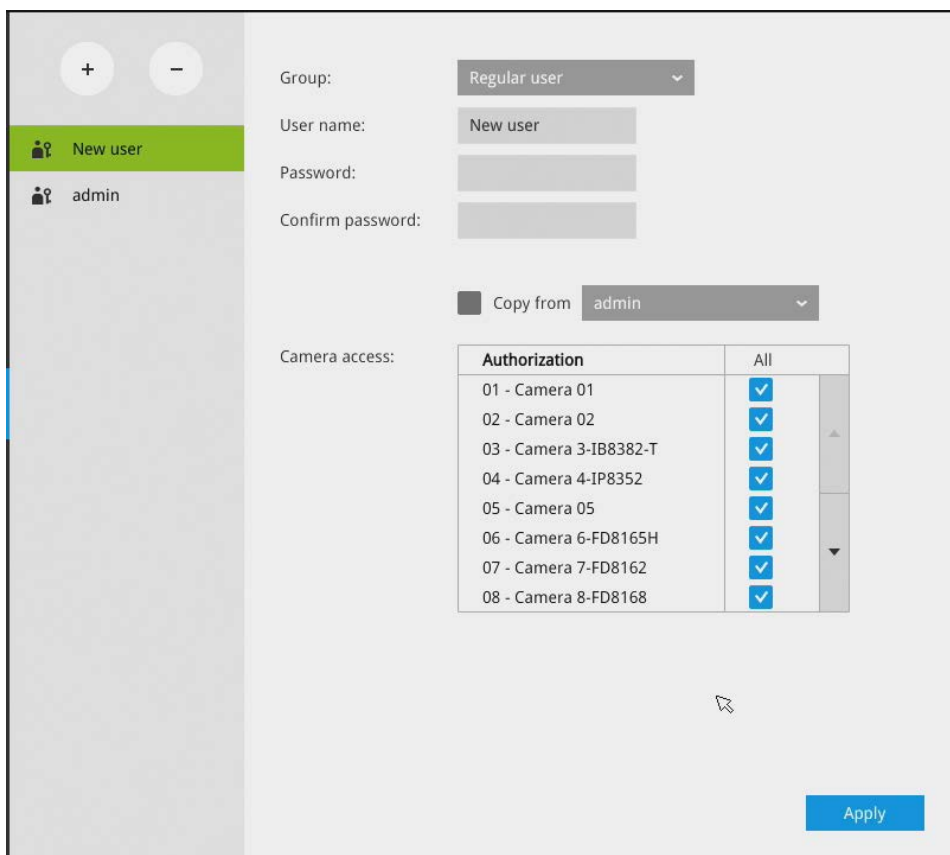 + −
New user
admin
Group: Regular user
User name: New user
Password:
Confirm password:
Copy from admin
Camera access:
Authorization All
01 - Camera 01
02 - Camera 02
03 - Camera 3-IB8382-T
04 - Camera 4-IP8352
05 - Camera 05
06 - Camera 6-FD8165H
07 - Camera 7-FD8162
08 - Camera 8-FD8168
Apply